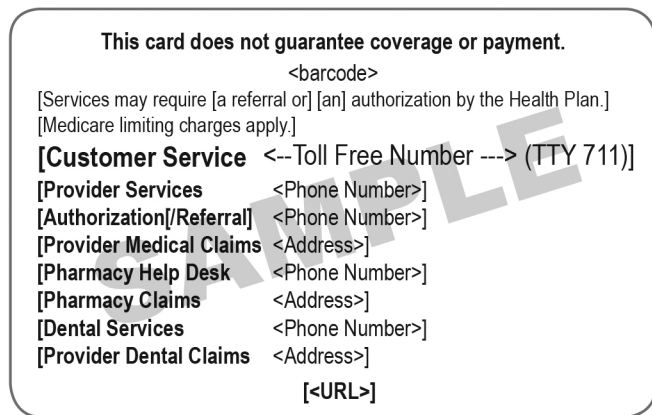 This card does not guarantee coverage or payment.
<barcode>
[Services may require [a referral or] [an] authorization by the Health Plan.]
[Medicare limiting charges apply.]
[Customer Service <--Toll Free Number ---> (TTY 711)]
[Provider Services <Phone Number>]
[Authorization[/Referral] <Phone Number>]
[Provider Medical Claims <Address>]
[Pharmacy Help Desk <Phone Number>]
[Pharmacy Claims <Address>]
[Dental Services <Phone Number>]
[Provider Dental Claims <Address>]
[<URL>]
SAMPLE